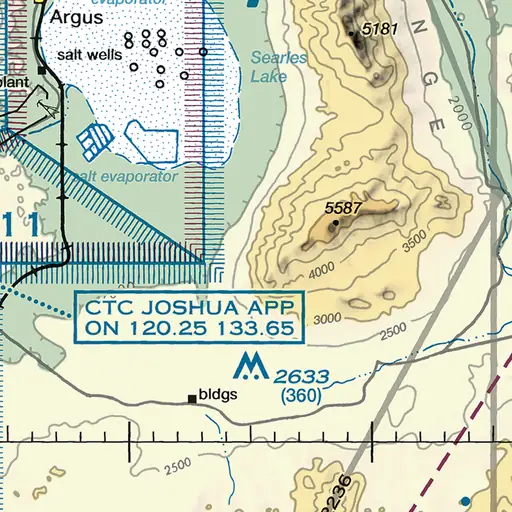 evaporator
Argus
salt wells
Searles
Lake
5181
N
G
E
2000
plant
salt evaporator
11
5587
3500
4000
3000
2500
CTC JOSHUA APP
ON 120.25 133.65
2633
(360)
bldgs
2500
3236